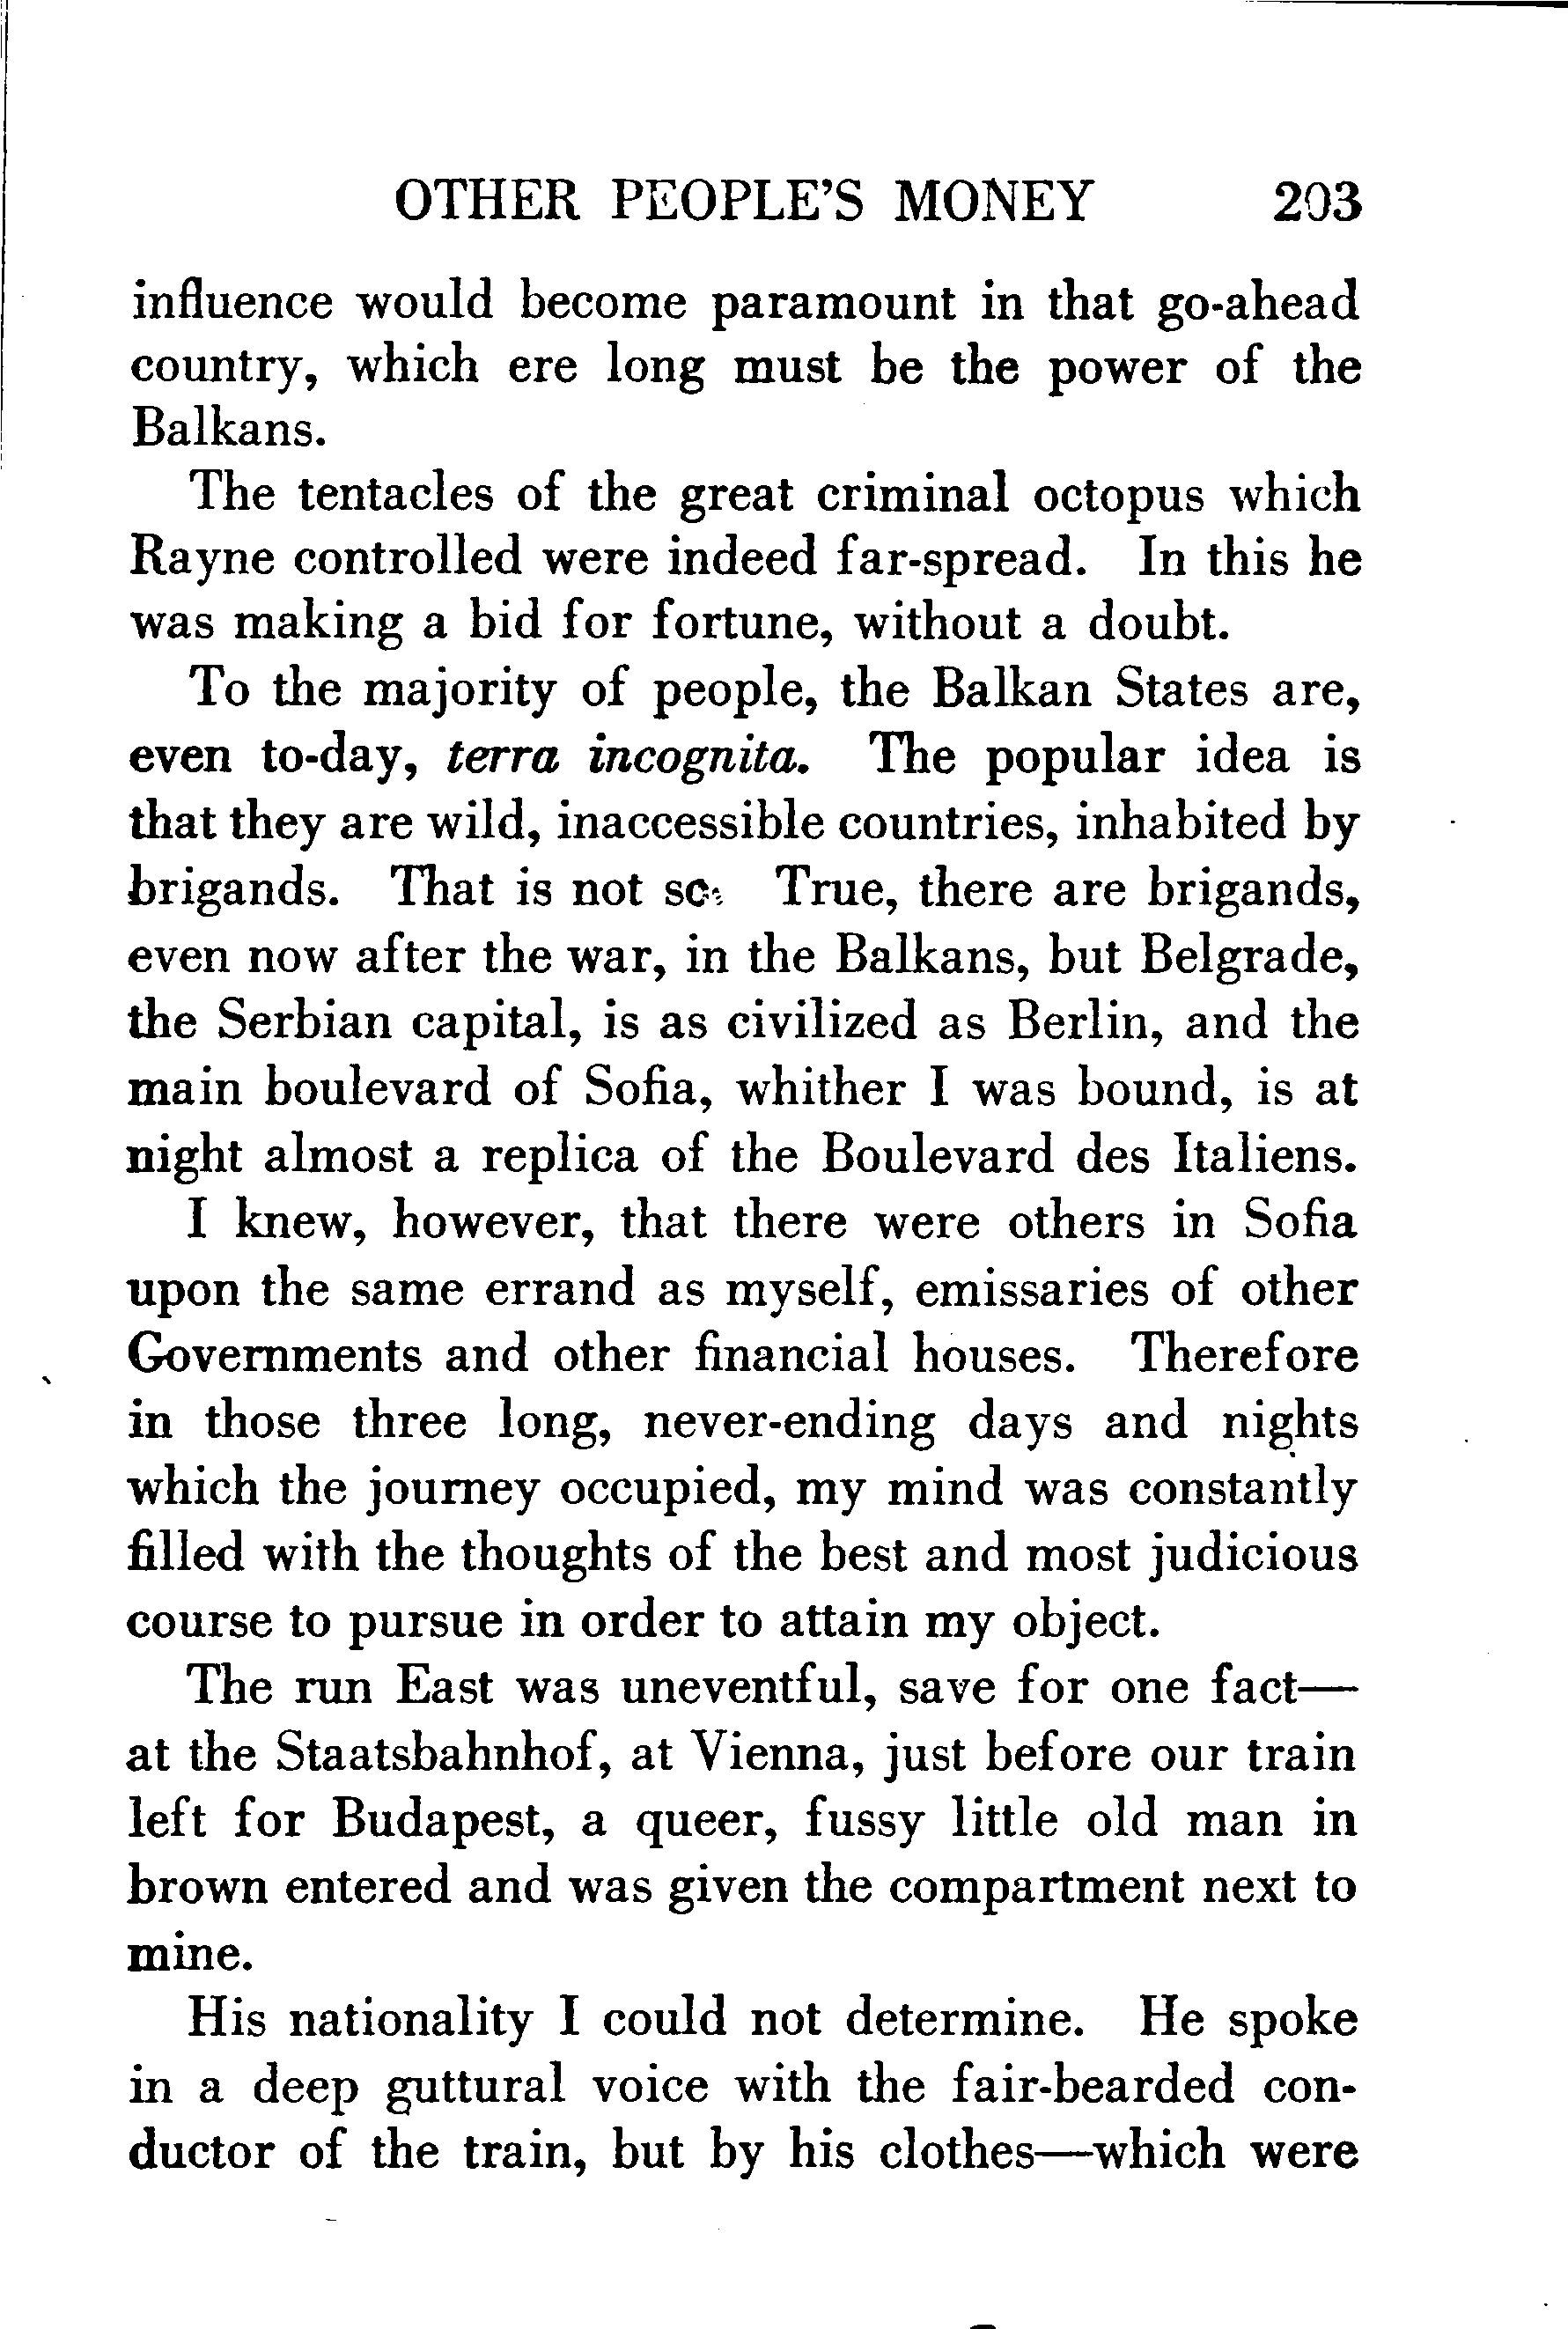 OTHER PEOPLE'S MONEY 203
influence would become paramount in that go-ahead
country, which ere long must be the power of the
Balkans.
The tentacles of the great criminal octopus which
Rayne controlled were indeed far-spread. In this he
was making a bid for fortune, without a doubt.
To the majority of people, the Balkan States are,
even to-day, terra incognita. The popular idea is
that they are wild, inaccessible countries, inhabited by
brigands. That is not so. True, there are brigands,
even now after the war, in the Balkans, but Belgrade,
the Serbian capital, is as civilized as Berlin, and the
main boulevard of Sofia, whither I was bound, is at
night almost a replica of the Boulevard des Italiens.
I knew, however, that there were others in Sofia
upon the same errand as myself, emissaries of other
Governments and other financial houses. Therefore
in those three long, never-ending days and nights
which the journey occupied, my mind was constantly
filled with the thoughts of the best and most judicious
course to pursue in order to attain my object.
The run East was uneventful, save for one fact—
at the Staatsbahnhof, at Vienna, just before our train
left for Budapest, a queer, fussy little old man in
brown entered and was given the compartment next to
mine.
His nationality I could not determine. He spoke
in a deep guttural voice with the fair-bearded con-
ductor of the train, but by his clothes—which were